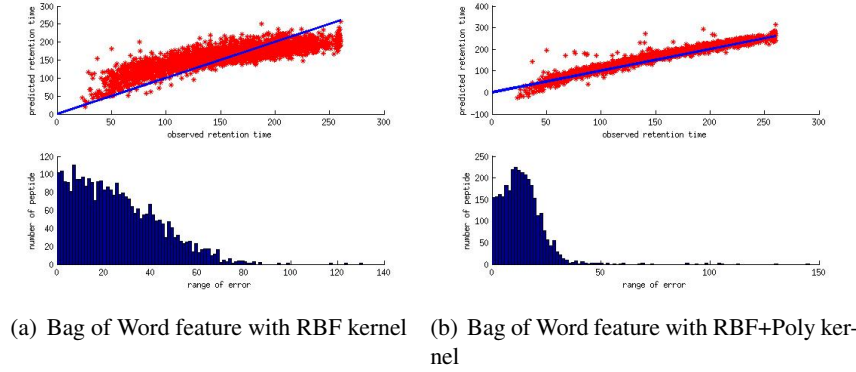 300
250
200
150
100
50
0
predicted retention time
0 50 100 150 200 250 300
observed retention time
120
100
80
60
40
20
0
number of peptide
0 20 40 60 80 100 120 140
range of error
(a) Bag of Word feature with RBF kernel
400
300
200
100
0
-100
predicted retention time
0 50 100 150 200 250 300
observed retention time
250
200
150
100
50
0
number of peptide
0 50 100 150
range of error
(b) Bag of Word feature with RBF+Poly ker-
nel